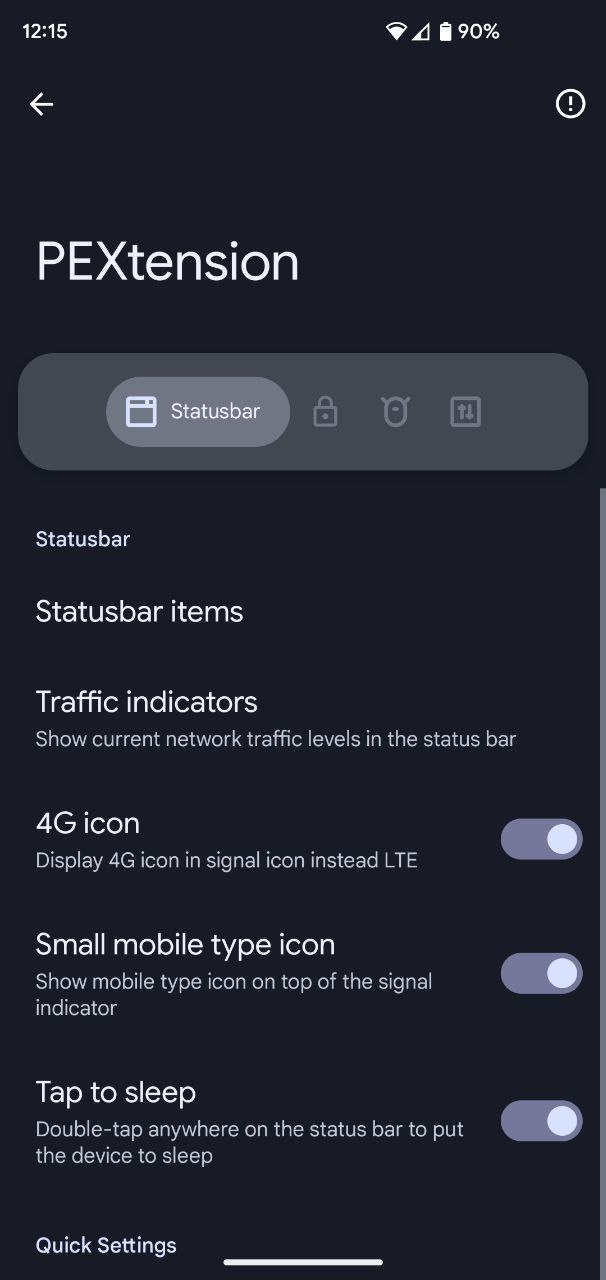 12:15
90%
PEXtension
Statusbar
Statusbar
Statusbar items
Traffic indicators
Show current network traffic levels in the status bar
4G icon
Display 4G icon in signal icon instead LTE
Small mobile type icon
Show mobile type icon on top of the signal
indicator
Tap to sleep
Double-tap anywhere on the status bar to put
the device to sleep
Quick Settings